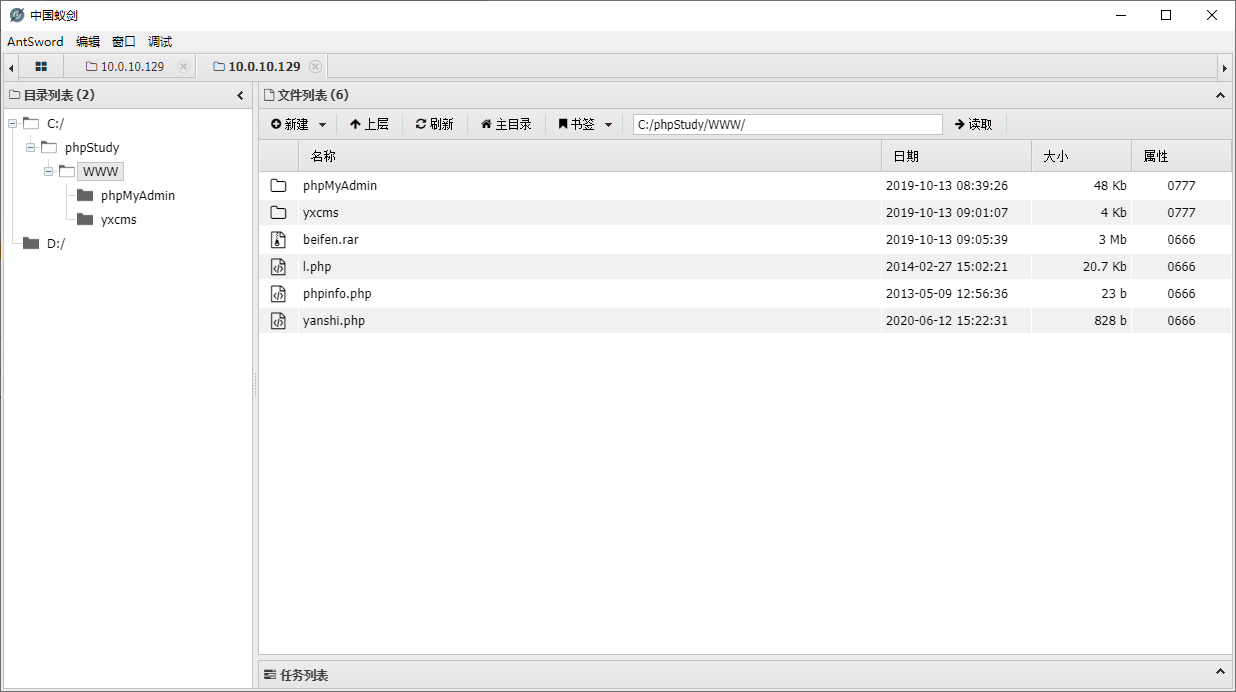 中国蚁剑
AntSword 编辑 窗口 调试
10.0.10.129 10.0.10.129
目录列表 (2)
C:/
phpStudy
WWW
phpMyAdmin
yxcms
D:/
文件列表 (6)
新建 上层 刷新 主目录 书签 C:/phpStudy/WWW/ 读取
名称 日期 大小 属性
phpMyAdmin 2019-10-13 08:39:26 48 Kb 0777
yxcms 2019-10-13 09:01:07 4 Kb 0777
beifen.rar 2019-10-13 09:05:39 3 Mb 0666
l.php 2014-02-27 15:02:21 20.7 Kb 0666
phpinfo.php 2013-05-09 12:56:36 23 b 0666
yanshi.php 2020-06-12 15:22:31 828 b 0666
任务列表